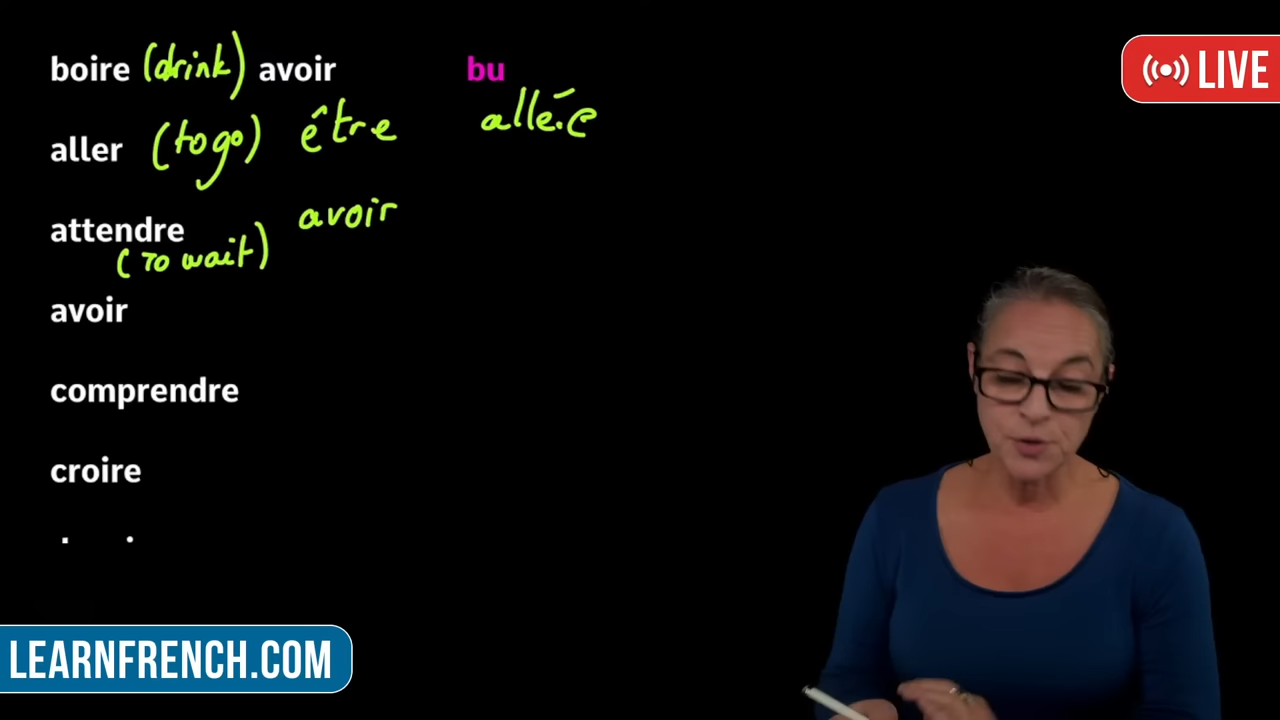 boire (drink) avoir bu
aller (to go) être allé.e
attendre avoir
(to wait)
avoir
comprendre
croire
LIVE
LEARNFRENCH.COM